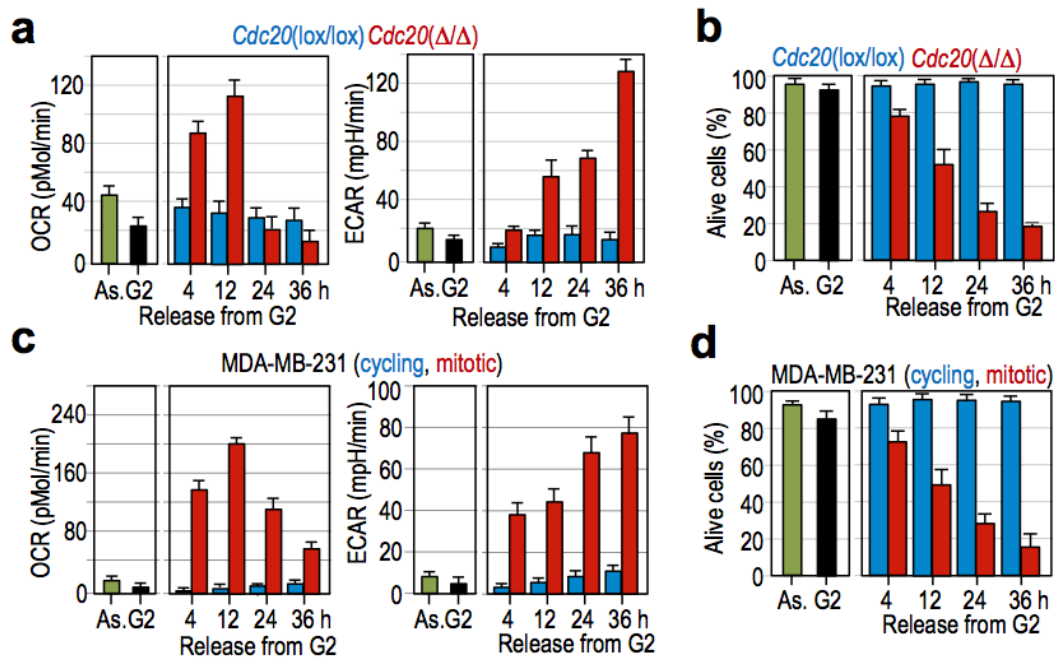 a
Cdc20(lox/lox) Cdc20(Δ/Δ)
OCR (pMol/min)
120
80
40
0
As. G2
4 12 24 36 h
Release from G2
ECAR (mpH/min)
120
80
40
0
As. G2
4 12 24 36 h
Release from G2
b
Cdc20(lox/lox) Cdc20(Δ/Δ)
Alive cells (%)
100
80
60
40
20
0
As. G2
4 12 24 36 h
Release from G2
c
MDA-MB-231 (cycling, mitotic)
OCR (pMol/min)
240
160
80
0
As. G2
4 12 24 36 h
Release from G2
ECAR (mpH/min)
100
80
60
40
20
0
As. G2
4 12 24 36 h
Release from G2
d
MDA-MB-231 (cycling, mitotic)
Alive cells (%)
100
80
60
40
20
0
As. G2
4 12 24 36 h
Release from G2